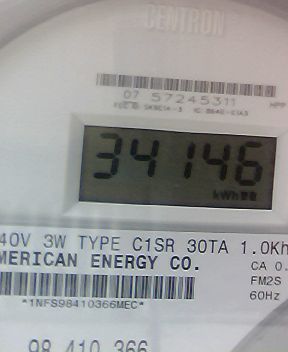 CENTRON
07 57245311
HPP
34146
kWh
40V 3W TYPE C1SR 30TA 1.0Kh
MERICAN ENERGY CO.
CA 0.
FM2S
60Hz
*1NFS98410366MEC*
98 410 366